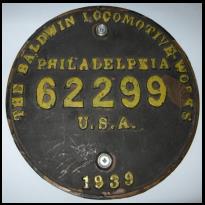 THE BALDWIN LOCOMOTIVE WORKS
PHILADELPHIA
62299
U.S.A.
1939